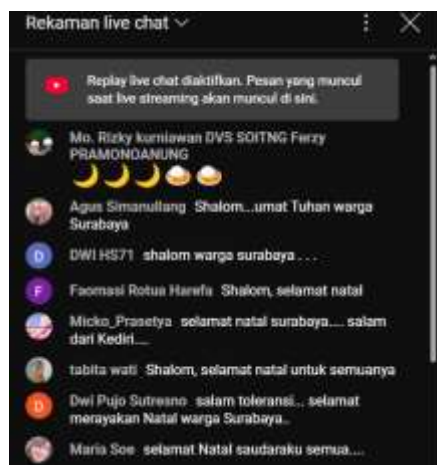 Rekaman live chat
Replay live chat diaktifkan. Pesan yang muncul
saat live streaming akan muncul di sini.
Mo. Rizky kurniawan DVS SOITNG Ferzy
PRAMONOANUNG
🌙🌙🌙🍚🍚
Agus Simanullang Shalom...umat Tuhan warga
Surabaya
DWI HS71 shalom warga surabaya . . .
Faomasi Rotua Harefa Shalom, selamat natal
Micko_Prasetya selamat natal surabaya.... salam
dari Kediri....
tabita wati Shalom, selamat natal untuk semuanya
Dwi Pujo Sutresno salam toleransi... selamat
merayakan Natal warga Surabaya..
Maria Soe selamat Natal saudaraku semua....